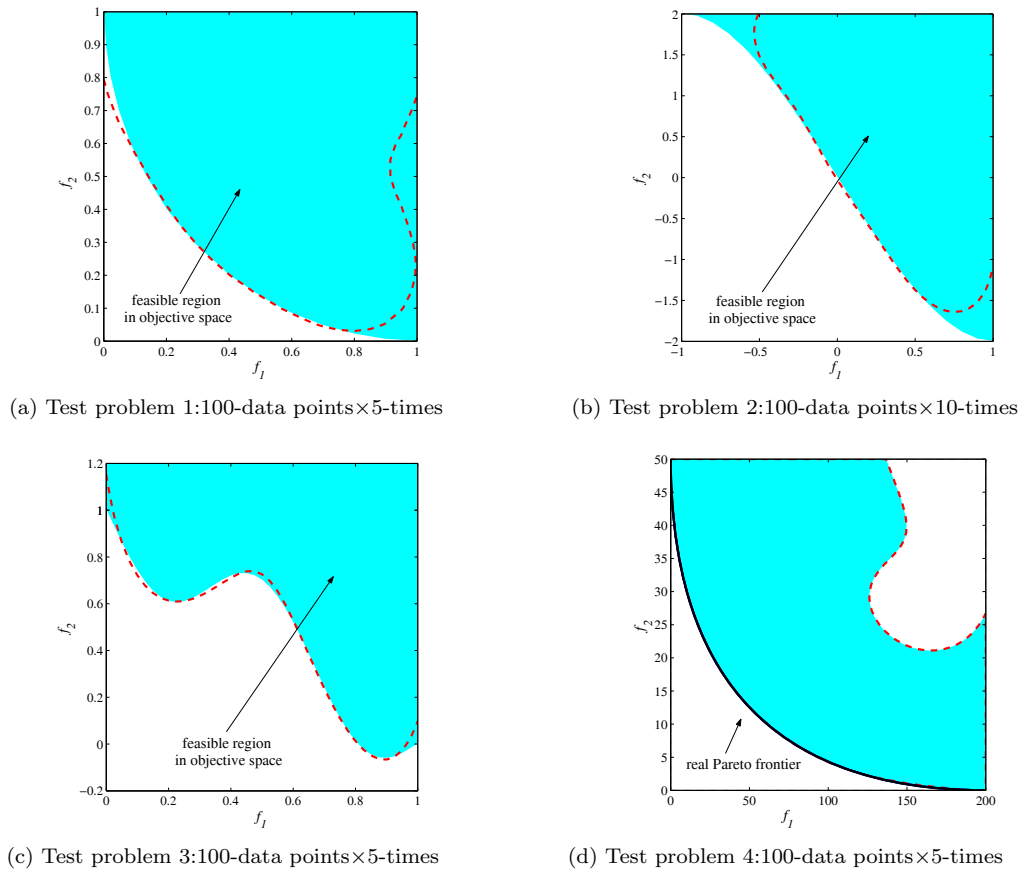 1
0.9
0.8
0.7
0.6
0.5
0.4
0.3
0.2
0.1
0
f2
feasible region
in objective space
0 0.2 0.4 0.6 0.8 1
f1
(a) Test problem 1:100-data points×5-times
2
1.5
1
0.5
0
−0.5
−1
−1.5
−2
f2
feasible region
in objective space
−1 −0.5 0 0.5 1
f1
(b) Test problem 2:100-data points×10-times
1.2
1
0.8
0.6
0.4
0.2
0
−0.2
f2
feasible region
in objective space
0 0.2 0.4 0.6 0.8 1
f1
(c) Test problem 3:100-data points×5-times
50
45
40
35
30
25
20
15
10
5
0
f2
real Pareto frontier
0 50 100 150 200
f1
(d) Test problem 4:100-data points×5-times